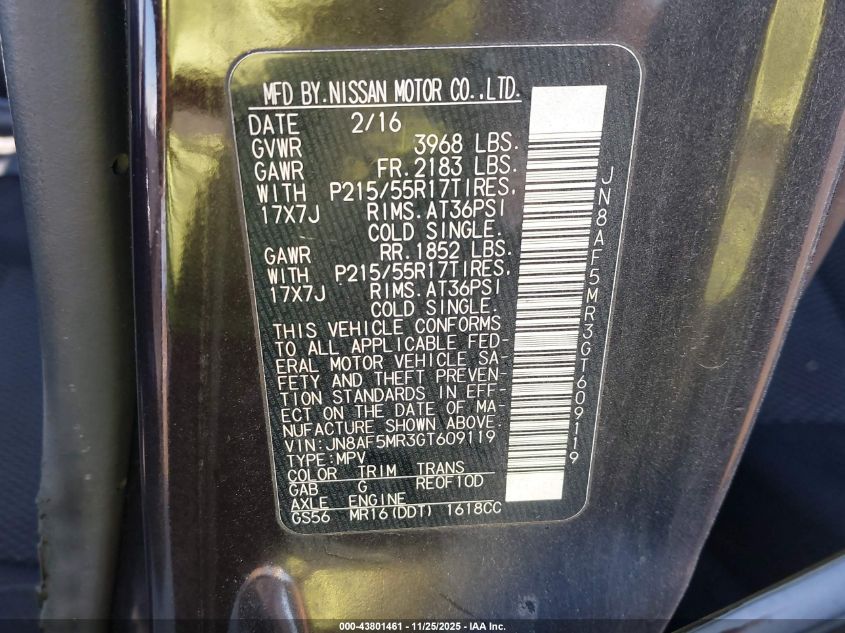 MFD BY.NISSAN MOTOR CO.,LTD.
DATE 2/16
GVWR 3968 LBS.
GAWR FR.2183 LBS.
WITH P215/55R17TIRES,
17X7J RIMS.AT36PSI
COLD SINGLE.
GAWR RR.1852 LBS.
WITH P215/55R17TIRES,
17X7J RIMS.AT36PSI
COLD SINGLE.
THIS VEHICLE CONFORMS
TO ALL APPLICABLE FED-
ERAL MOTOR VEHICLE SA-
FETY AND THEFT PREVEN-
TION STANDARDS IN EFF-
ECT ON THE DATE OF MA-
NUFACTURE SHOWN ABOVE.
VIN:JN8AF5MR3GT609119
TYPE:MPV
COLOR TRIM TRANS
GAB G RE0F10D
AXLE ENGINE
GS56 MR16(DDT) 1618CC
JN8AF5MR3GT609119
000-43801461 - 11/25/2025 - IAA Inc.